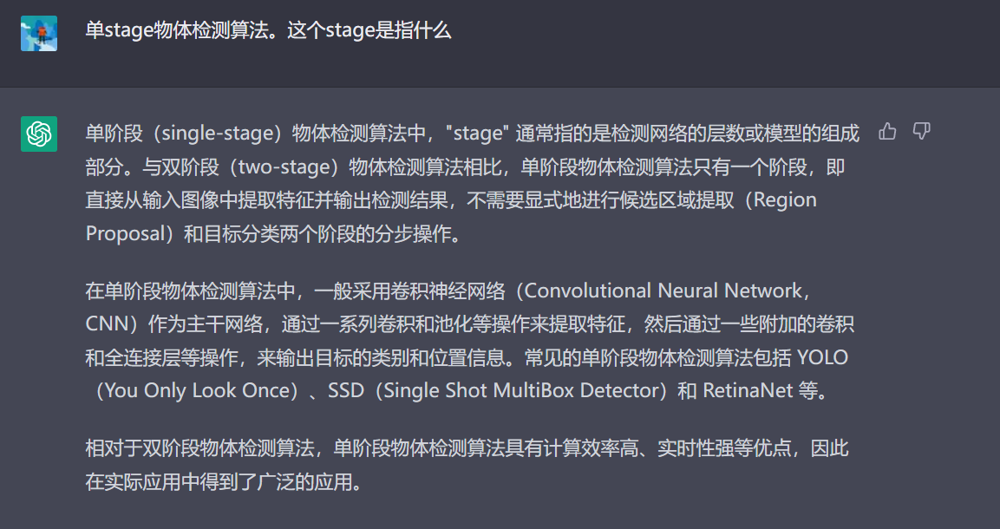 单stage物体检测算法。这个stage是指什么
单阶段（single-stage）物体检测算法中，"stage" 通常指的是检测网络的层数或模型的组成
部分。与双阶段（two-stage）物体检测算法相比，单阶段物体检测算法只有一个阶段，即
直接从输入图像中提取特征并输出检测结果，不需要显式地进行候选区域提取（Region
Proposal）和目标分类两个阶段的分步操作。
在单阶段物体检测算法中，一般采用卷积神经网络（Convolutional Neural Network，
CNN）作为主干网络，通过一系列卷积和池化等操作来提取特征，然后通过一些附加的卷积
和全连接层等操作，来输出目标的类别和位置信息。常见的单阶段物体检测算法包括 YOLO
（You Only Look Once）、SSD（Single Shot MultiBox Detector）和 RetinaNet 等。
相对于双阶段物体检测算法，单阶段物体检测算法具有计算效率高、实时性强等优点，因此
在实际应用中得到了广泛的应用。